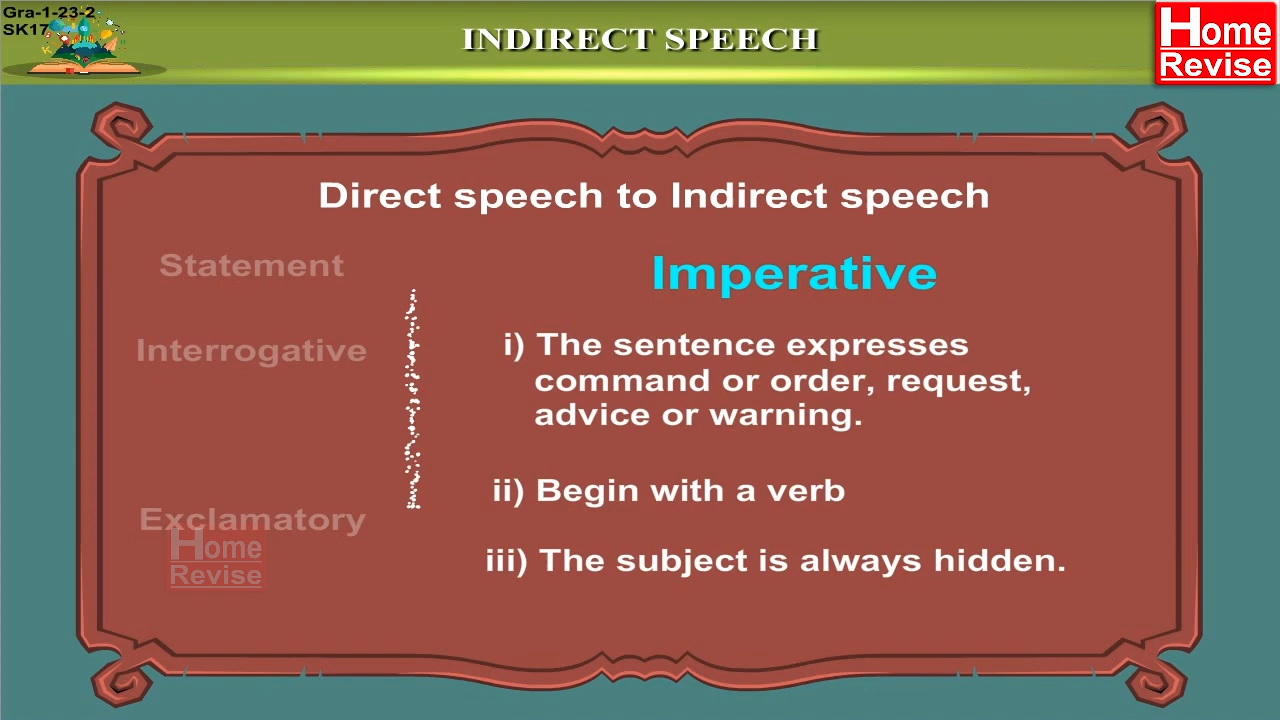 Gra-1-23-2
SK17
INDIRECT SPEECH
Home
Revise
Direct speech to Indirect speech
Statement
Interrogative
Exclamatory
Home
Revise
Imperative
i) The sentence expresses
command or order, request,
advice or warning.
ii) Begin with a verb
iii) The subject is always hidden.